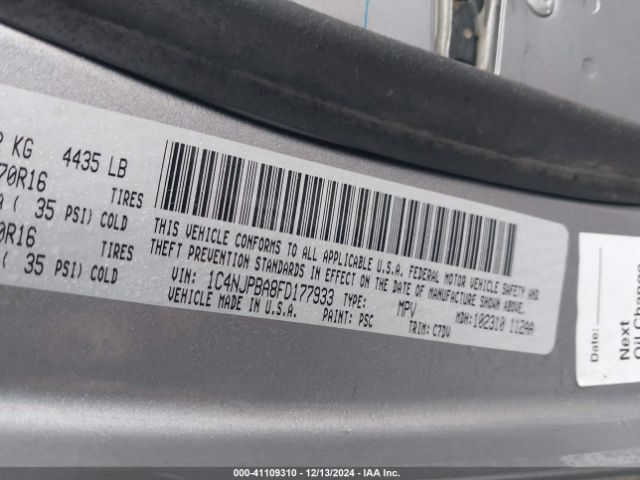 KG 4435 LB
70R16 TIRES
( 35 PSI) COLD
0R16 TIRES
( 35 PSI) COLD
THIS VEHICLE CONFORMS TO ALL APPLICABLE U.S.A. FEDERAL MOTOR VEHICLE SAFETY AND
THEFT PREVENTION STANDARDS IN EFFECT ON THE DATE OF MANUFACTURE SHOWN ABOVE.
VIN: 1C4NJPBA8FD177933 TYPE: MPV MDH:102310 112AA
VEHICLE MADE IN U.S.A. PAINT: PSC TRIM: C7DV
Date:
Next
Oil Change
000-41109310 - 12/13/2024 - IAA Inc.